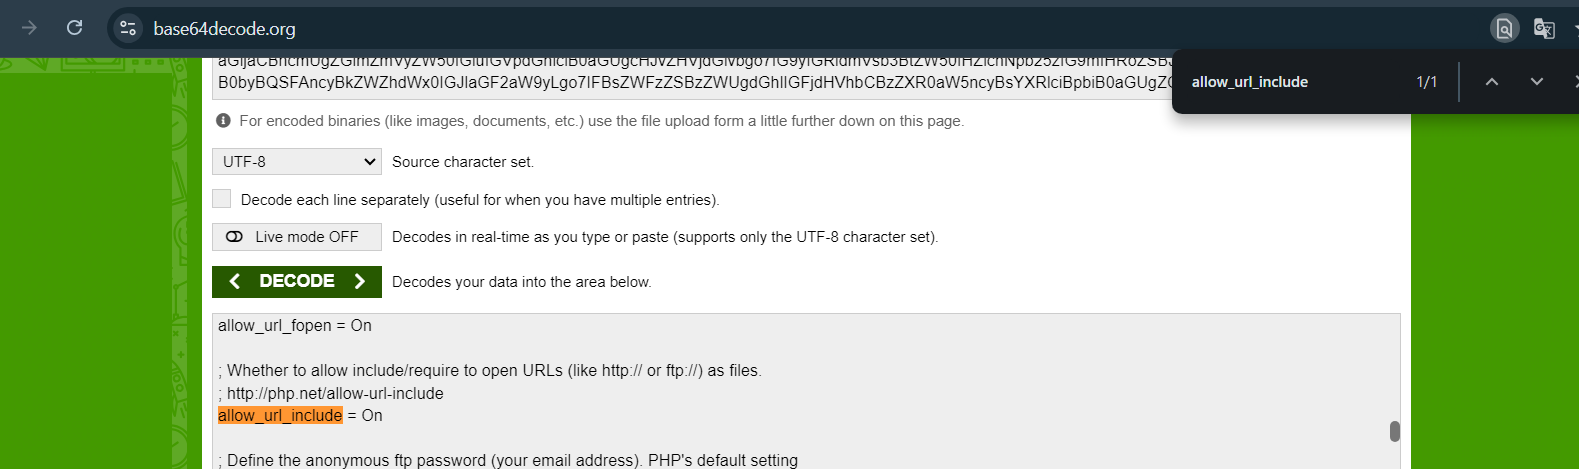 base64decode.org
allow_url_include
1/1
For encoded binaries (like images, documents, etc.) use the file upload form a little further down on this page.
UTF-8
Source character set.
Decode each line separately (useful for when you have multiple entries).
Live mode OFF
Decodes in real-time as you type or paste (supports only the UTF-8 character set).
DECODE
Decodes your data into the area below.
allow_url_fopen = On
; Whether to allow include/require to open URLs (like http:// or ftp://) as files.
; http://php.net/allow-url-include
allow_url_include = On
; Define the anonymous ftp password (your email address). PHP's default setting